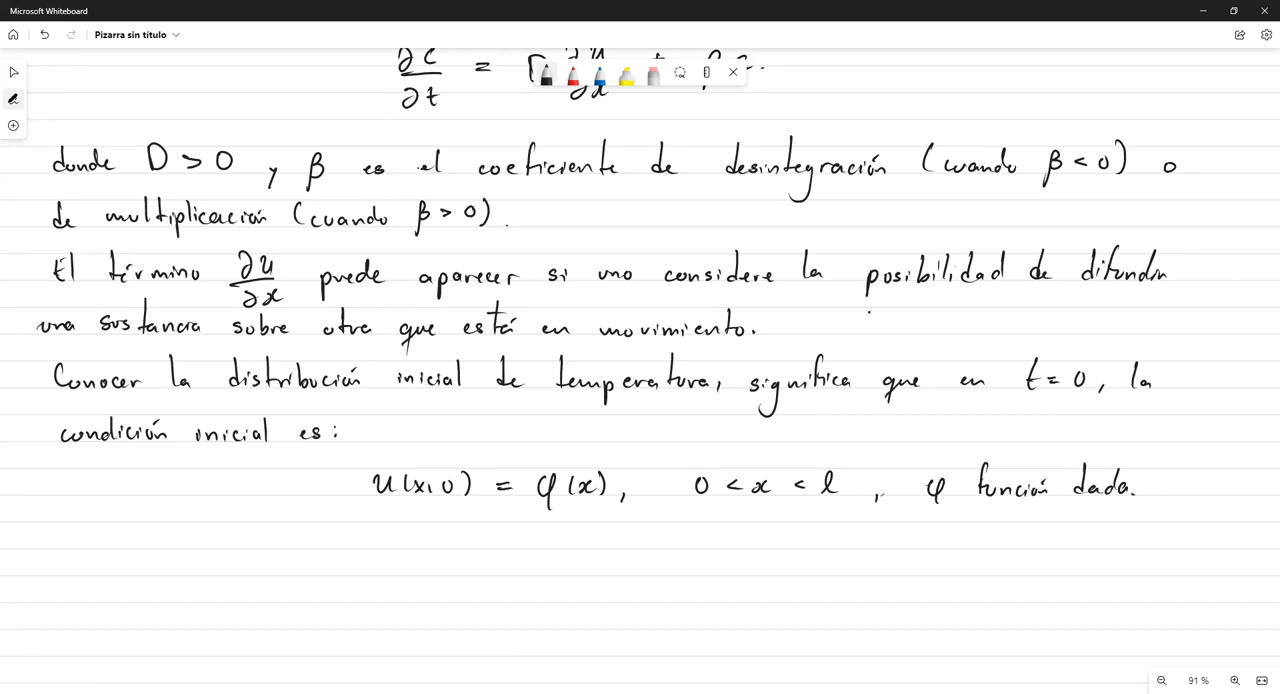 Microsoft Whiteboard
Pizarra sin título
∂c/∂t =
donde D > 0 y β es el coeficiente de desintegración (cuando β < 0) o
de multiplicación (cuando β > 0).
El término ∂u/∂x puede aparecer si uno considere la posibilidad de difundir
una sustancia sobre otra que está en movimiento.
Conocer la distribución inicial de temperatura, significa que en t = 0, la
condición inicial es:
u(x,0) = φ(x), 0 < x < l, φ función dada.
91 %